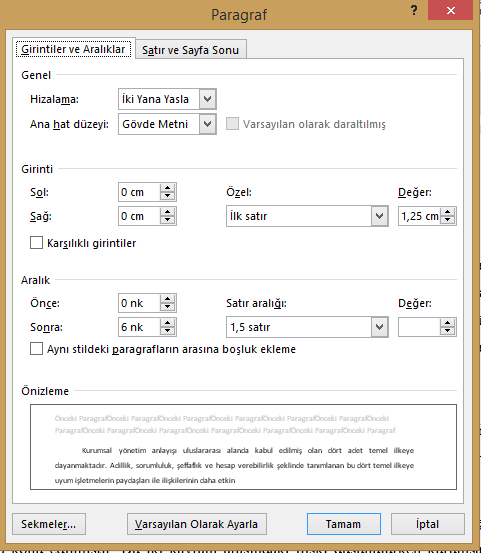 Paragraf
?
Girintiler ve Aralıklar Satır ve Sayfa Sonu
Genel
Hizalama: İki Yana Yasla
Ana hat düzeyi: Gövde Metni Varsayılan olarak daraltılmış
Girinti
Sol: 0 cm Özel: Değer:
Sağ: 0 cm İlk satır 1,25 cm
Karşılıklı girintiler
Aralık
Önce: 0 nk Satır aralığı: Değer:
Sonra: 6 nk 1,5 satır
Aynı stildeki paragrafların arasına boşluk ekleme
Önizleme
Önceki ParagrafÖnceki ParagrafÖnceki ParagrafÖnceki ParagrafÖnceki ParagrafÖnceki
ParagrafÖnceki ParagrafÖnceki ParagrafÖnceki ParagrafÖnceki ParagrafÖnceki Paragraf
Kurumsal yönetim anlayışı uluslararası alanda kabul edilmiş olan dört adet temel ilkeye
dayanmaktadır. Adillik, sorumluluk, şeffaflık ve hesap verebilirlik şeklinde tanımlanan bu dört temel ilkeye
uyum işletmelerin paydaşları ile ilişkilerinin daha etkin
Sekmeler... Varsayılan Olarak Ayarla Tamam İptal